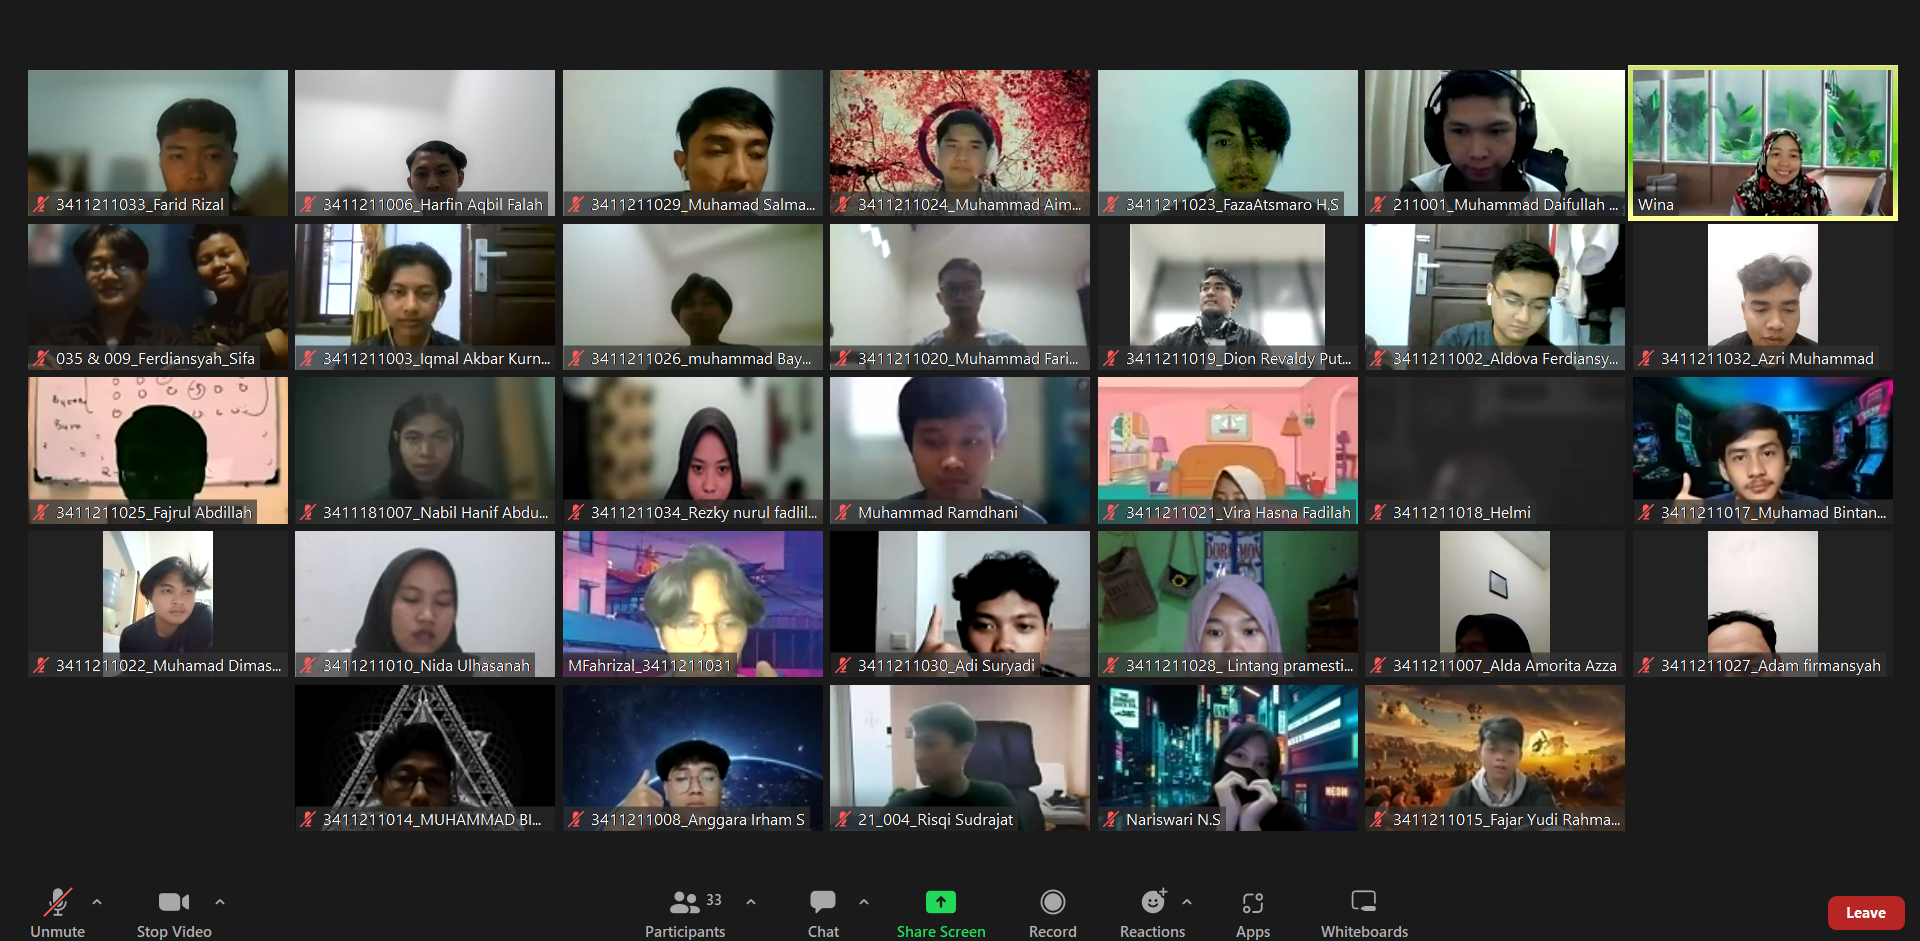 3411211033_Farid Rizal
3411211006_Harfin Aqbil Falah
3411211029_Muhamad Salma...
3411211024_Muhammad Aim...
3411211023_FazaAtsmaro H.S
211001_Muhammad Daifullah ...
Wina
035 & 009_Ferdiansyah_Sifa
3411211003_Iqmal Akbar Kurn...
3411211026_muhammad Bay...
3411211020_Muhammad Fari...
3411211019_Dion Revaldy Put...
3411211002_Aldova Ferdiansy...
3411211032_Azri Muhammad
3411211025_Fajrul Abdillah
3411181007_Nabil Hanif Abdu...
3411211034_Rezky nurul fadlil...
Muhammad Ramdhani
3411211021_Vira Hasna Fadilah
3411211018_Helmi
3411211017_Muhamad Bintan...
3411211022_Muhamad Dimas...
3411211010_Nida Ulhasanah
MFahrizal_3411211031
3411211030_Adi Suryadi
3411211028_ Lintang pramesti...
3411211007_Alda Amorita Azza
3411211027_Adam firmansyah
3411211014_MUHAMMAD BI...
3411211008_Anggara Irham S
21_004_Risqi Sudrajat
NEON
Nariswari N.S
3411211015_Fajar Yudi Rahma...
33
Unmute
Stop Video
Participants
Chat
Share Screen
Record
Reactions
Apps
Whiteboards
Leave